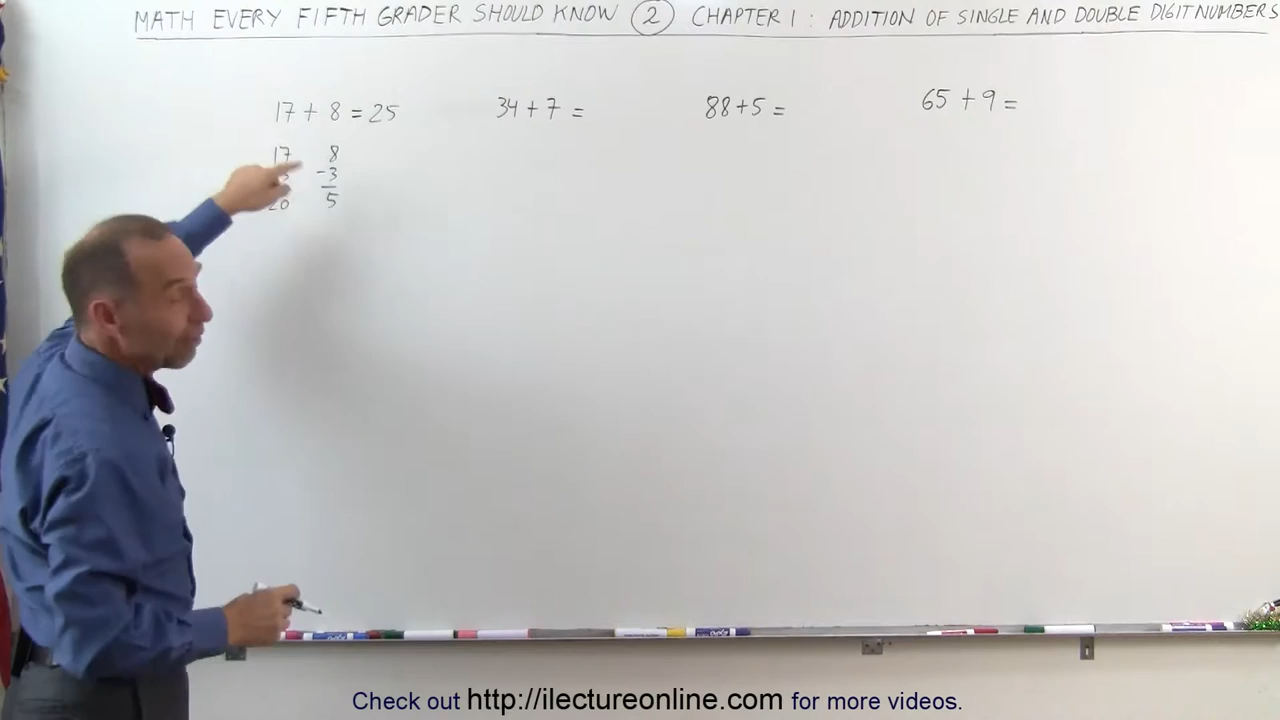 MATH EVERY FIFTH GRADER SHOULD KNOW 2 CHAPTER 1 : ADDITION OF SINGLE AND DOUBLE DIGIT NUMBERS
17 + 8 = 25 34 + 7 = 88 + 5 = 65 + 9 =
17 8
-3
20 5
Check out http://ilectureonline.com for more videos.